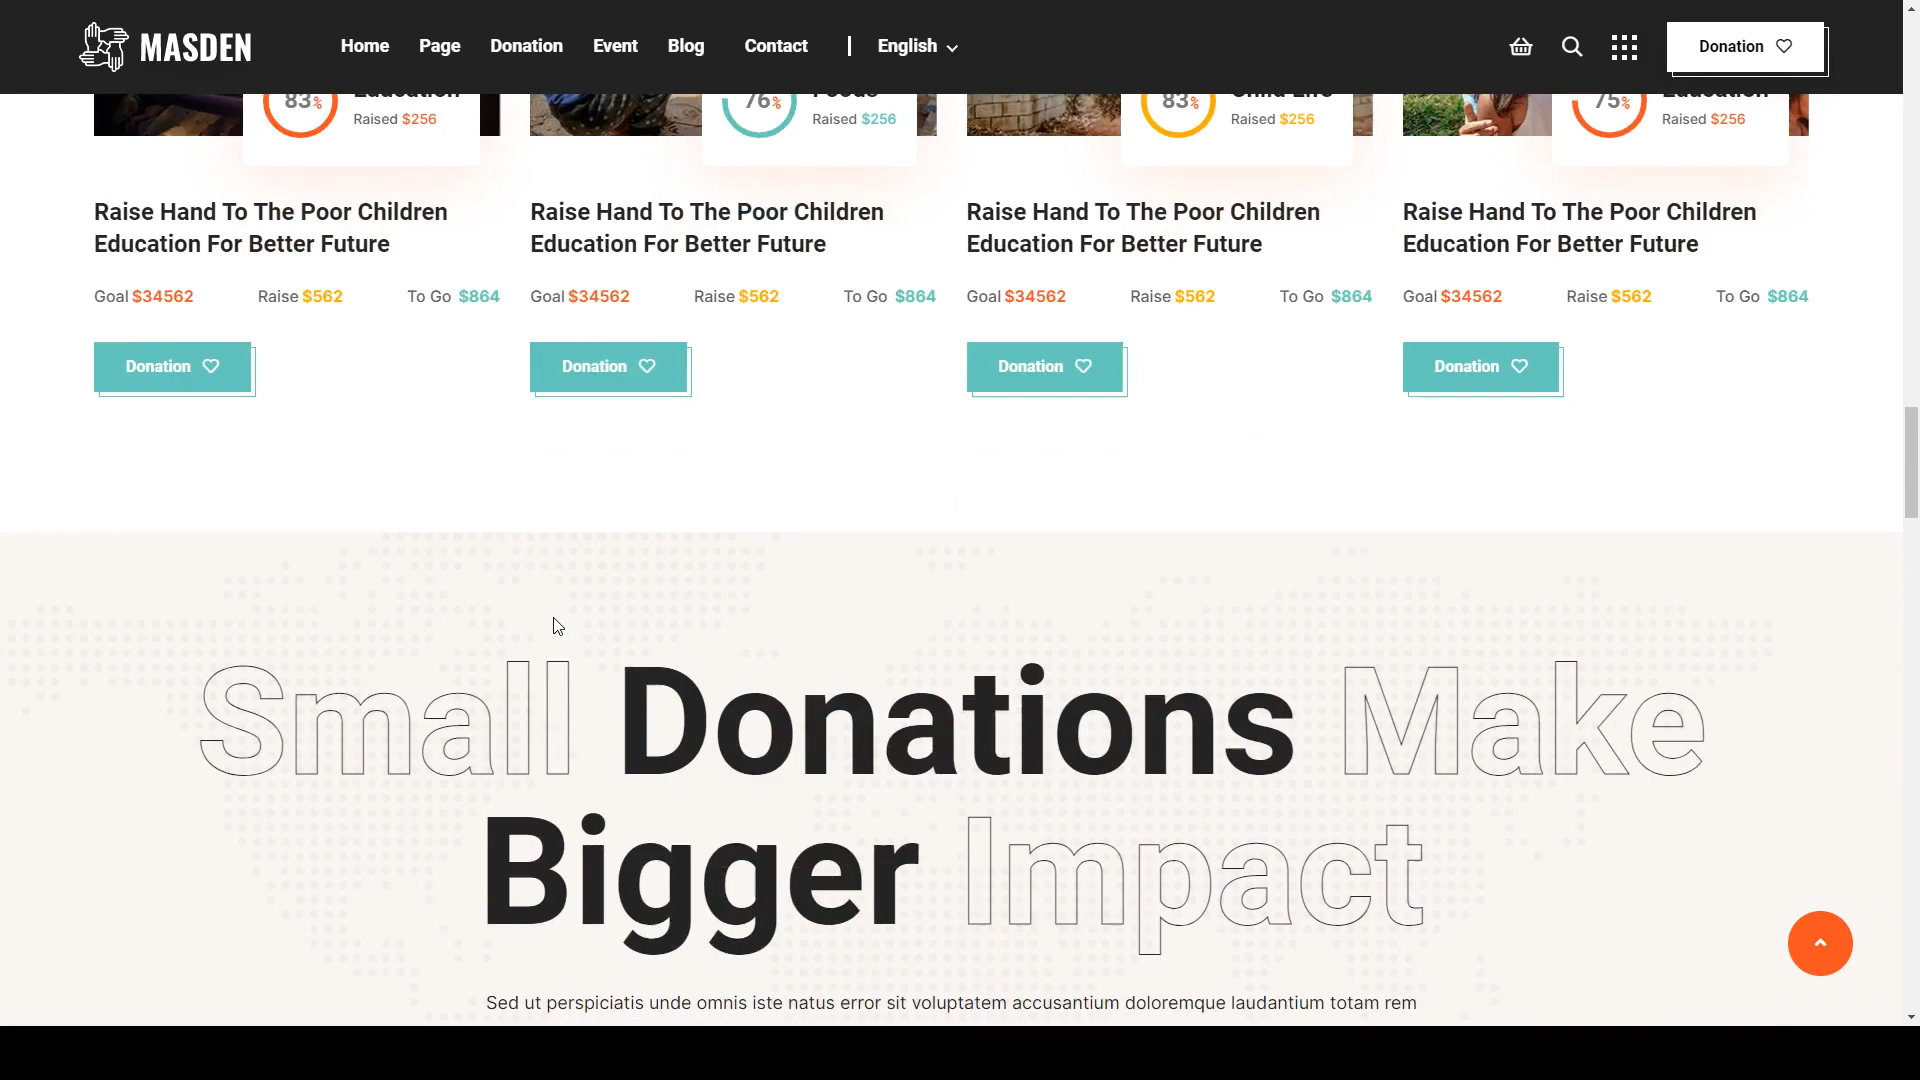 MASDEN Home Page Donation Event Blog Contact | English Donation
83% Education 76% Foods 83% Child Life 75% Education
Raised $256 Raised $256 Raised $256 Raised $256
Raise Hand To The Poor Children
Education For Better Future
Raise Hand To The Poor Children
Education For Better Future
Raise Hand To The Poor Children
Education For Better Future
Raise Hand To The Poor Children
Education For Better Future
Goal $34562 Raise $562 To Go $864
Goal $34562 Raise $562 To Go $864
Goal $34562 Raise $562 To Go $864
Goal $34562 Raise $562 To Go $864
Donation Donation Donation Donation
Small Donations Make
Bigger Impact
Sed ut perspiciatis unde omnis iste natus error sit voluptatem accusantium doloremque laudantium totam rem